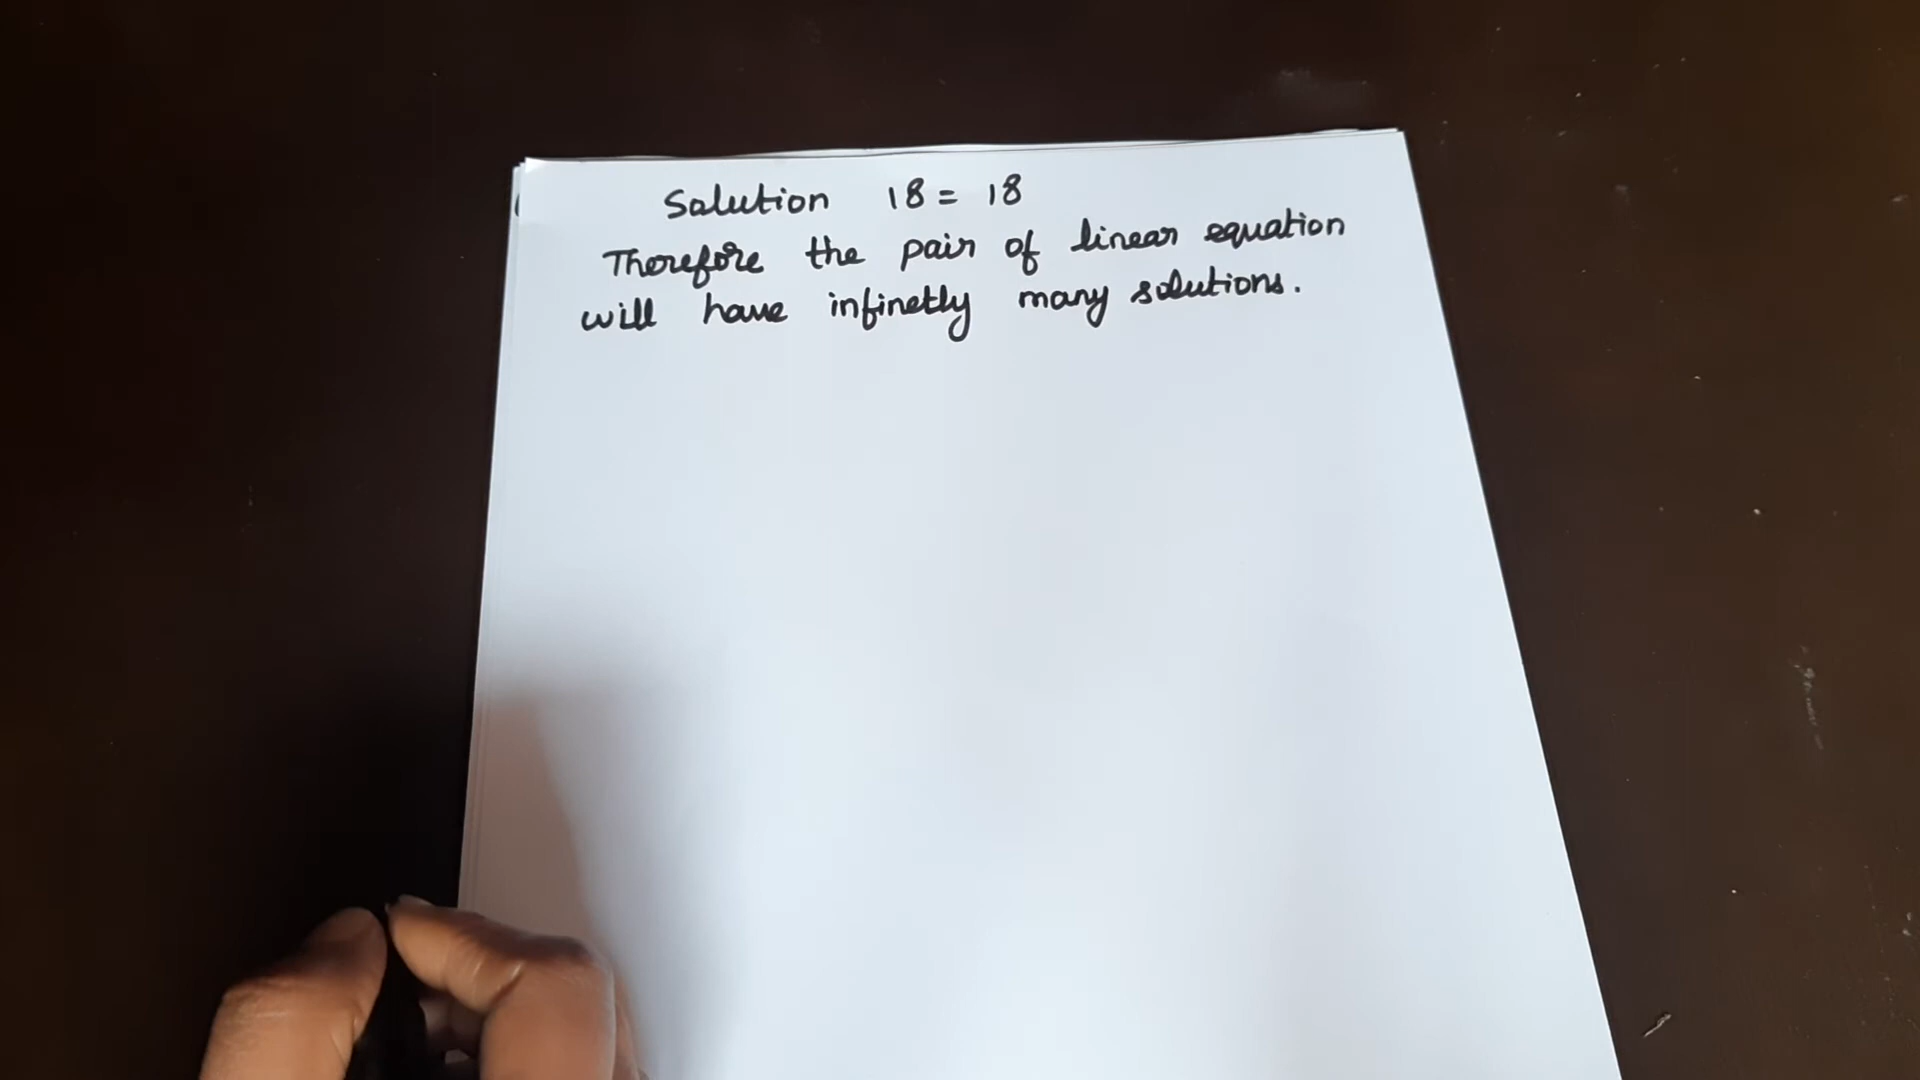 Solution 18 = 18
Therefore the pair of linear equation
will have infinetly many solutions.